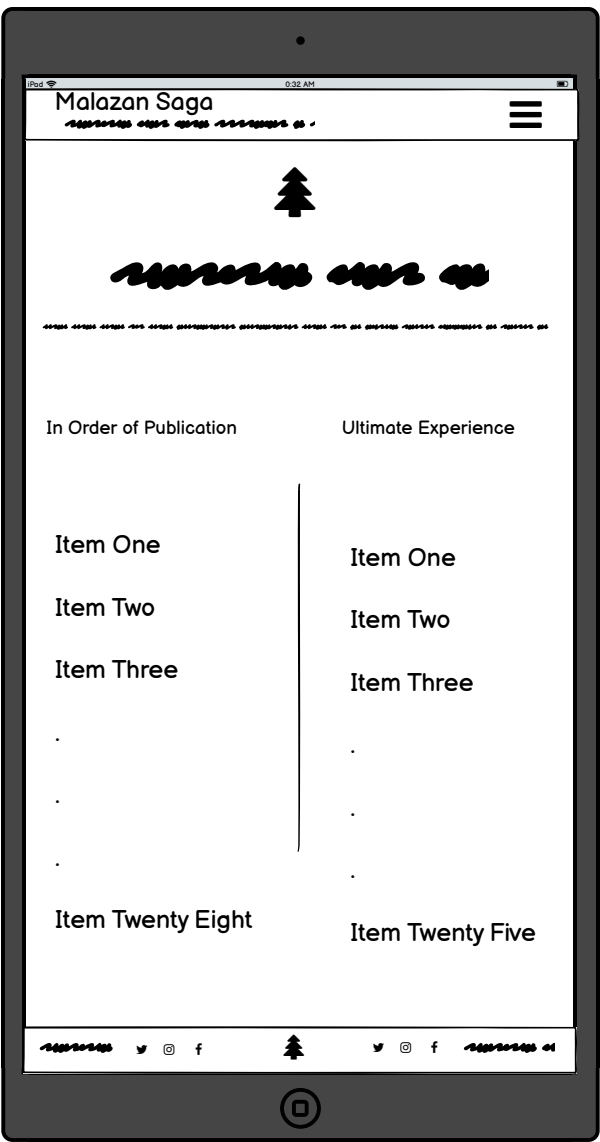 iPad
0:32 AM
Malazan Saga
In Order of Publication
Item One
Item Two
Item Three
.
.
.
Item Twenty Eight
Ultimate Experience
Item One
Item Two
Item Three
.
.
.
Item Twenty Five